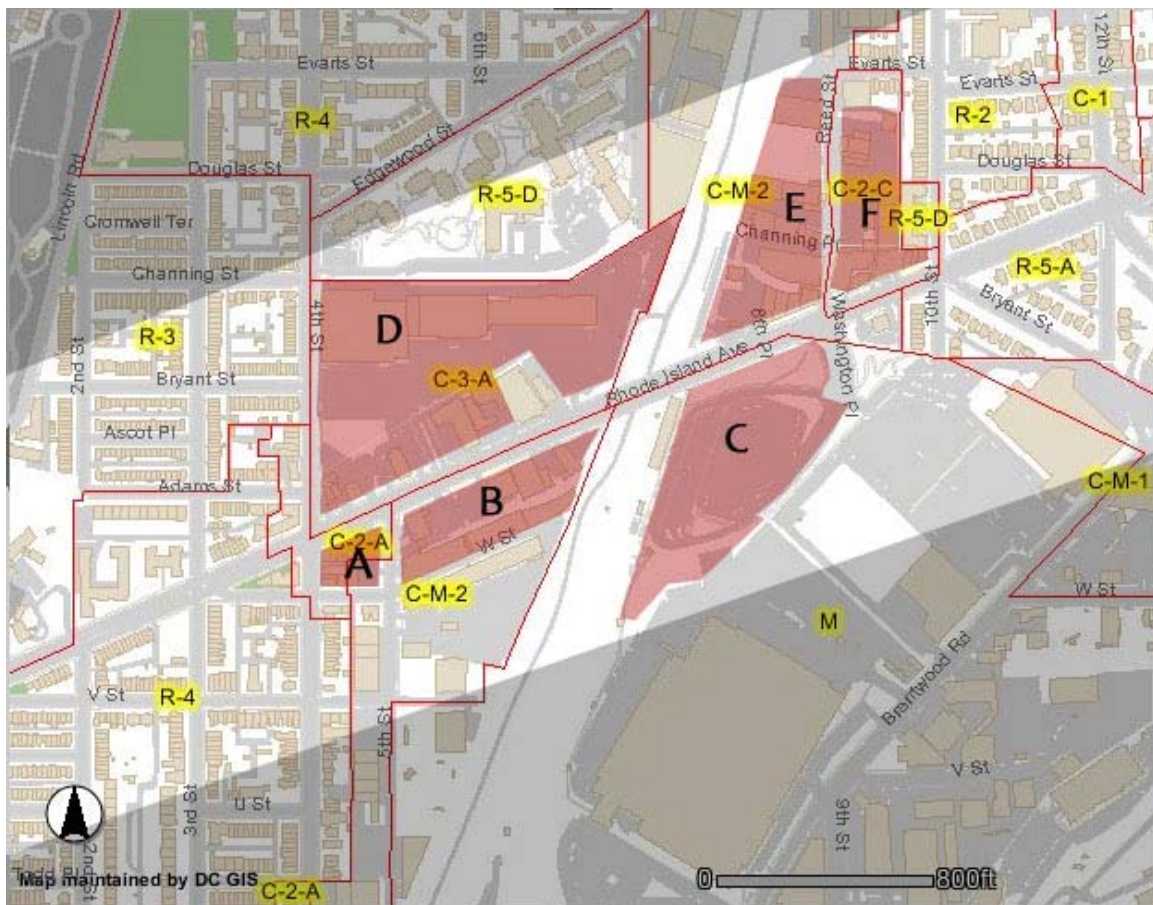 6th St
Evarts St
R-4
Edgewood St
Douglas St
Lincoln Rd
Cromwell Ter
R-5-D
Channing St
4th St
D
2nd St
R-3
Bryant St
C-3-A
Ascot Pl
Adams St
Rhode Island Ave
B
W St
C-2-A
A
C-M-2
12th St
Evarts St
Evarts St
C-1
R-2
Reed St
Douglas St
C-M-2
C-2-C
E
F
R-5-D
Channing Pl
R-5-A
10th St
Bryant St
8th Pl
Washington Pl
C
C-M-1
W St
M
Brentwood Rd
V St
R-4
5th St
V St
3rd St
U St
9th St
2nd St
Map maintained by DC GIS
C-2-A
0
800ft